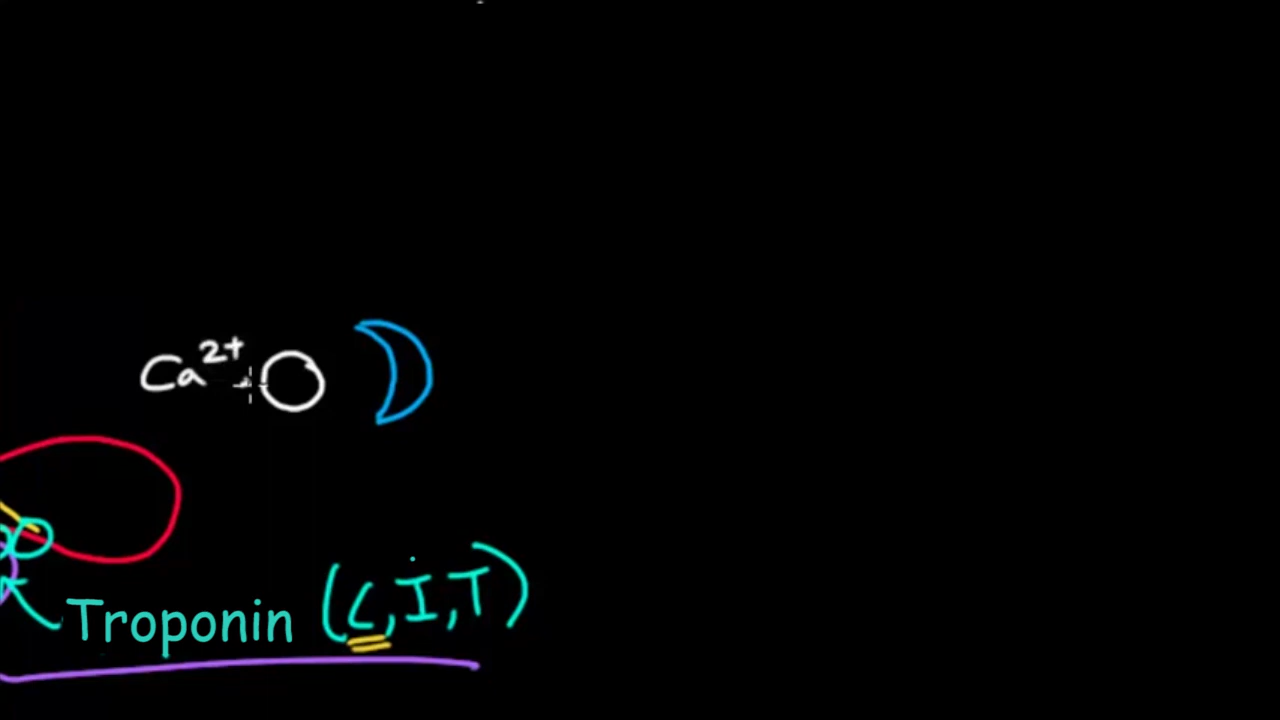 Ca²⁺
Troponin (C, I, T)